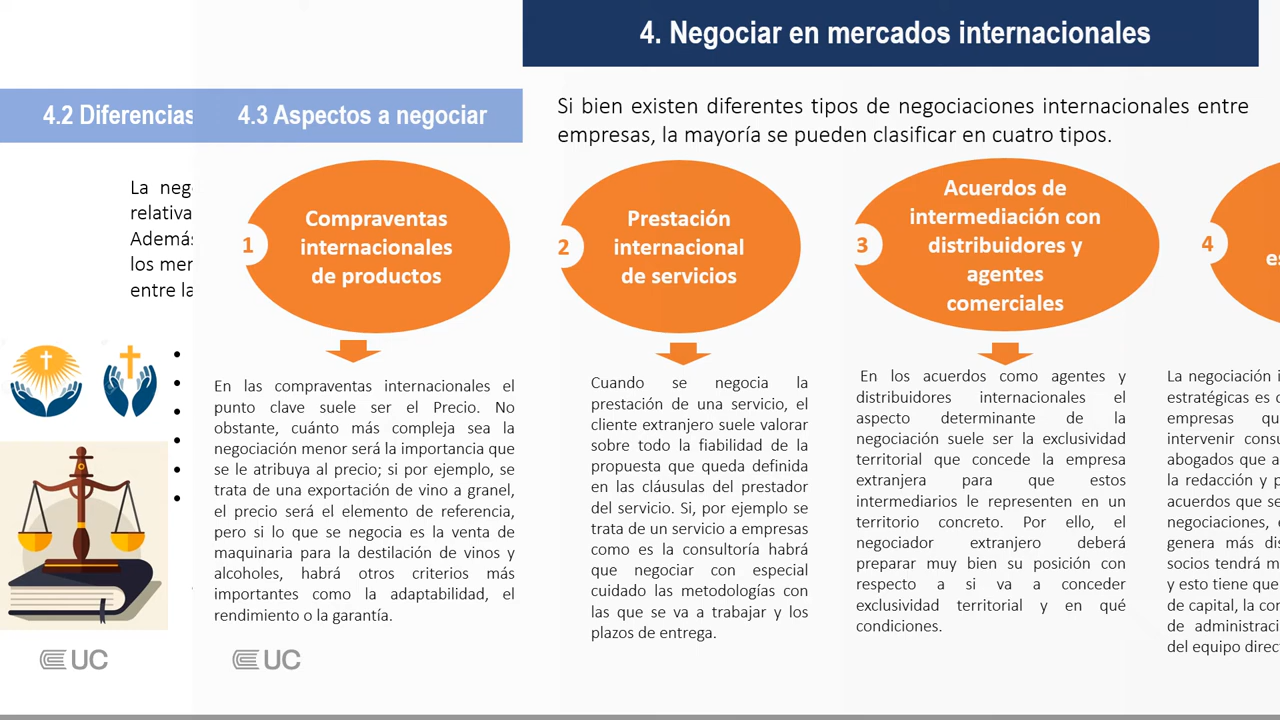 4. Negociar en mercados internacionales
4.2 Diferencias
4.3 Aspectos a negociar
Si bien existen diferentes tipos de negociaciones internacionales entre
empresas, la mayoría se pueden clasificar en cuatro tipos.
La neg
relativa
Además
los mer
entre la
1
Compraventas
internacionales
de productos
En las compraventas internacionales el
punto clave suele ser el Precio. No
obstante, cuánto más compleja sea la
negociación menor será la importancia que
se le atribuya al precio; si por ejemplo, se
trata de una exportación de vino a granel,
el precio será el elemento de referencia,
pero si lo que se negocia es la venta de
maquinaria para la destilación de vinos y
alcoholes, habrá otros criterios más
importantes como la adaptabilidad, el
rendimiento o la garantía.
2
Prestación
internacional
de servicios
Cuando se negocia la
prestación de una servicio, el
cliente extranjero suele valorar
sobre todo la fiabilidad de la
propuesta que queda definida
en las cláusulas del prestador
del servicio. Si, por ejemplo se
trata de un servicio a empresas
como es la consultoría habrá
que negociar con especial
cuidado las metodologías con
las que se va a trabajar y los
plazos de entrega.
3
Acuerdos de
intermediación con
distribuidores y
agentes
comerciales
En los acuerdos como agentes y
distribuidores internacionales el
aspecto determinante de la
negociación suele ser la exclusividad
territorial que concede la empresa
extranjera para que estos
intermediarios le representen en un
territorio concreto. Por ello, el
negociador extranjero deberá
preparar muy bien su posición con
respecto a si va a conceder
exclusividad territorial y en qué
condiciones.
4
es
La negociación i
estratégicas es
empresas qu
intervenir consu
abogados que a
la redacción y p
acuerdos que se
negociaciones,
genera más dis
socios tendrá m
y esto tiene que
de capital, la co
de administraci
del equipo direc
UC
UC